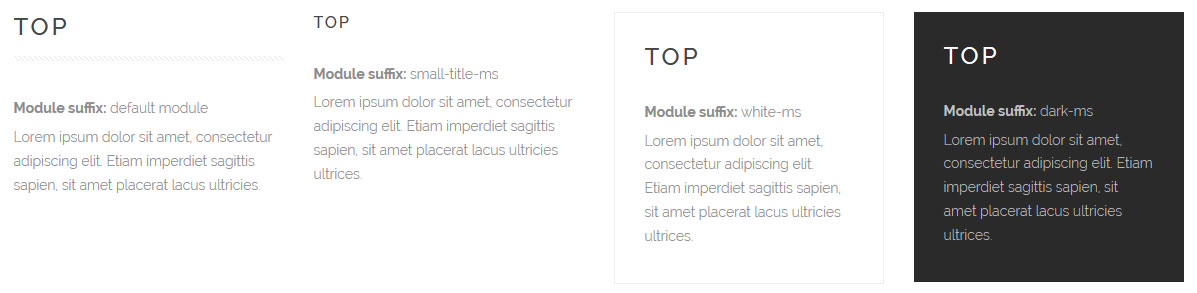 TOP
Module suffix: default module
Lorem ipsum dolor sit amet, consectetur
adipiscing elit. Etiam imperdiet sagittis
sapien, sit amet placerat lacus ultricies.
TOP
Module suffix: small-title-ms
Lorem ipsum dolor sit amet, consectetur
adipiscing elit. Etiam imperdiet sagittis
sapien, sit amet placerat lacus ultricies
ultrices.
TOP
Module suffix: white-ms
Lorem ipsum dolor sit amet,
consectetur adipiscing elit.
Etiam imperdiet sagittis sapien,
sit amet placerat lacus ultricies
ultrices.
TOP
Module suffix: dark-ms
Lorem ipsum dolor sit amet,
consectetur adipiscing elit. Etiam
imperdiet sagittis sapien, sit
amet placerat lacus ultricies
ultrices.